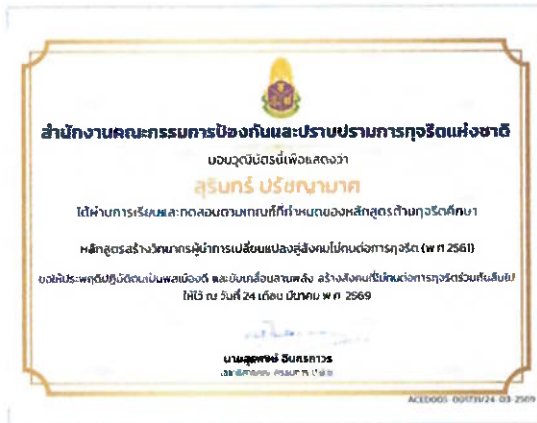 สำนักงานคณะกรรมการป้องกันและปราบปรามการทุจริตแห่งชาติ
มอบวุฒิบัตรนี้เพื่อแสดงว่า
สุรินทร์ ปรัชญามาศ
ได้ผ่านการเรียนและทดสอบตามเกณฑ์ที่กำหนดของหลักสูตรต้านทุจริตศึกษา
หลักสูตรสร้างวิทยากรผู้นำการเปลี่ยนแปลงสู่สังคมไม่ทนต่อการทุจริต (พ ศ 2561)
ขอให้ประพฤติปฏิบัติตนเป็นพลเมืองดี และขับเคลื่อนสานพลัง สร้างสังคมที่ไม่ทนต่อการทุจริตร่วมกันสืบไป
ให้ไว้ ณ วันที่ 24 เดือน มีนาคม พ ศ 2569
อินทรถาวร
ACED005 24-03-2569